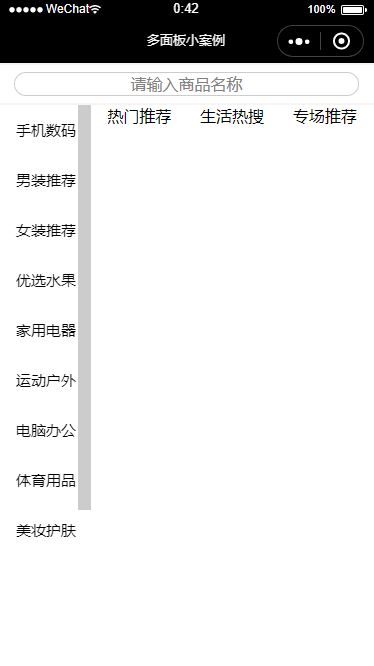 WeChat 0:42 100%
多面板小案例
请输入商品名称
热门推荐 生活热搜 专场推荐
手机数码
男装推荐
女装推荐
优选水果
家用电器
运动户外
电脑办公
体育用品
美妆护肤